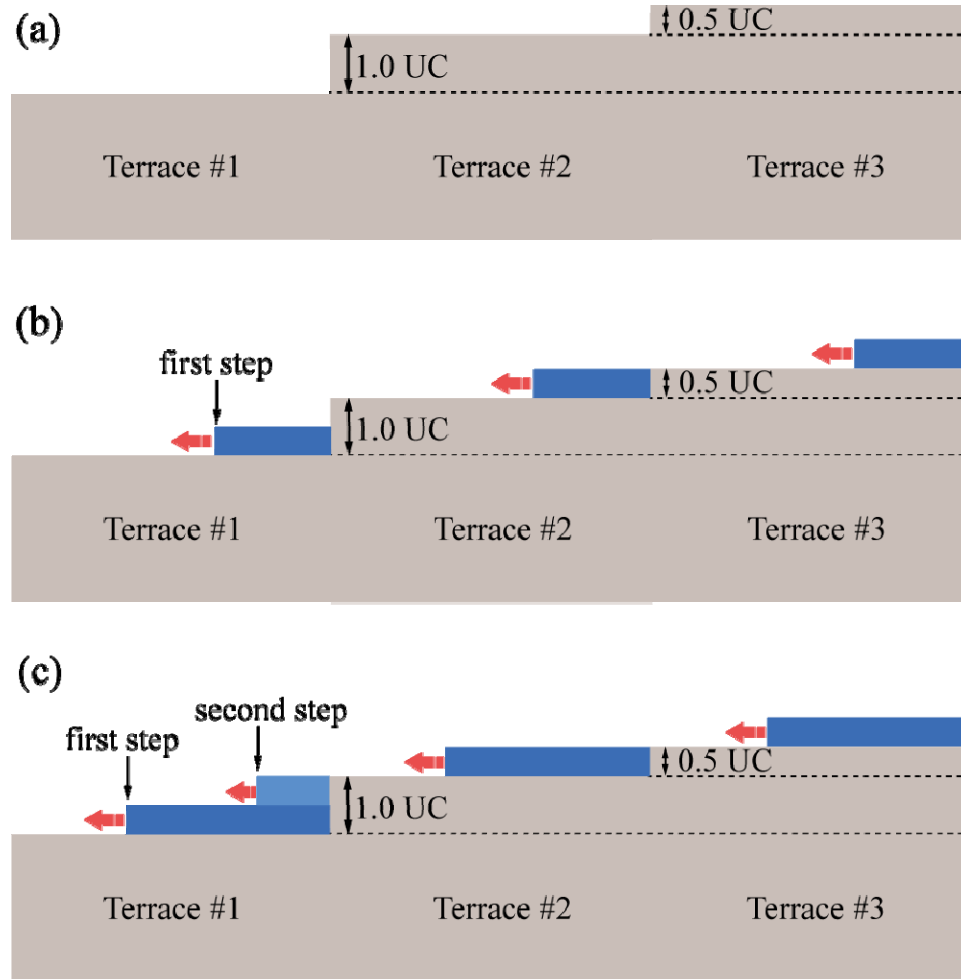 (a)
0.5 UC
1.0 UC
Terrace #1
Terrace #2
Terrace #3
(b)
first step
0.5 UC
1.0 UC
Terrace #1
Terrace #2
Terrace #3
(c)
second step
first step
0.5 UC
1.0 UC
Terrace #1
Terrace #2
Terrace #3